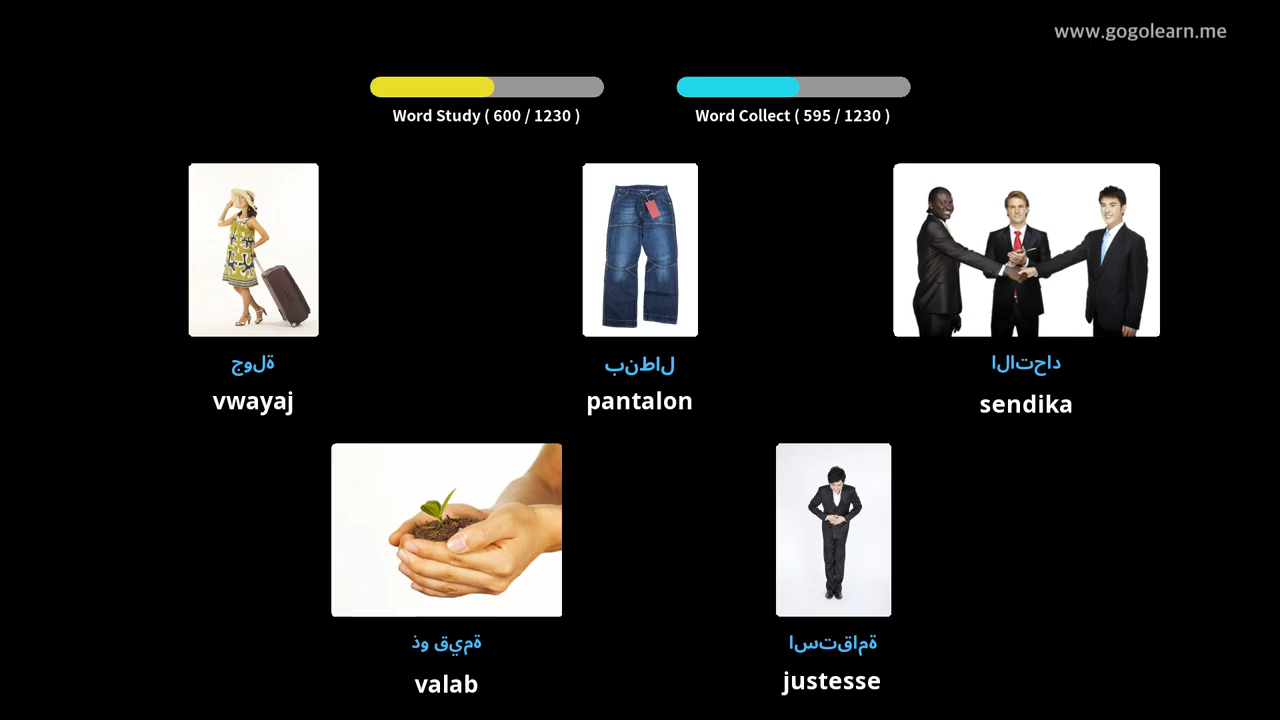 www.gogolearn.me
Word Study ( 600 / 1230 )
Word Collect ( 595 / 1230 )
جولة
vwayaj
بنطال
pantalon
الاتحاد
sendika
ذو قيمة
valab
استقامة
justesse